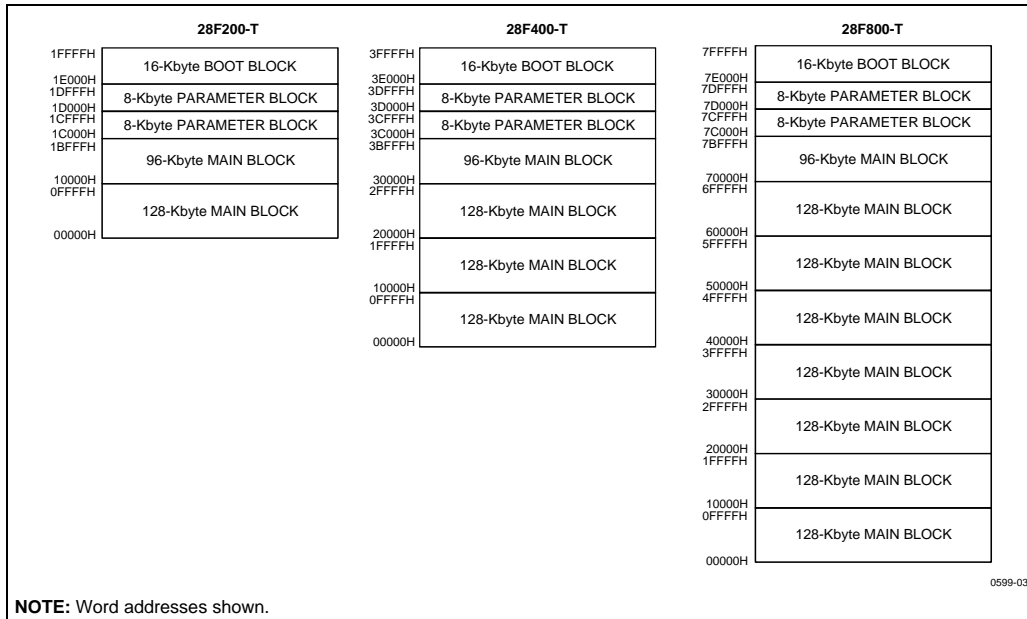 28F200-T
1FFFFH
16-Kbyte BOOT BLOCK
1E000H
1DFFFH
8-Kbyte PARAMETER BLOCK
1D000H
1CFFFH
8-Kbyte PARAMETER BLOCK
1C000H
1BFFFH
96-Kbyte MAIN BLOCK
10000H
0FFFFH
128-Kbyte MAIN BLOCK
00000H
28F400-T
3FFFFH
16-Kbyte BOOT BLOCK
3E000H
3DFFFH
8-Kbyte PARAMETER BLOCK
3D000H
3CFFFH
8-Kbyte PARAMETER BLOCK
3C000H
3BFFFH
96-Kbyte MAIN BLOCK
30000H
2FFFFH
128-Kbyte MAIN BLOCK
20000H
1FFFFH
128-Kbyte MAIN BLOCK
10000H
0FFFFH
128-Kbyte MAIN BLOCK
00000H
28F800-T
7FFFFH
16-Kbyte BOOT BLOCK
7E000H
7DFFFH
8-Kbyte PARAMETER BLOCK
7D000H
7CFFFH
8-Kbyte PARAMETER BLOCK
7C000H
7BFFFH
96-Kbyte MAIN BLOCK
70000H
6FFFFH
128-Kbyte MAIN BLOCK
60000H
5FFFFH
128-Kbyte MAIN BLOCK
50000H
4FFFFH
128-Kbyte MAIN BLOCK
40000H
3FFFFH
128-Kbyte MAIN BLOCK
30000H
2FFFFH
128-Kbyte MAIN BLOCK
20000H
1FFFFH
128-Kbyte MAIN BLOCK
10000H
0FFFFH
128-Kbyte MAIN BLOCK
00000H
0599-03
NOTE: Word addresses shown.